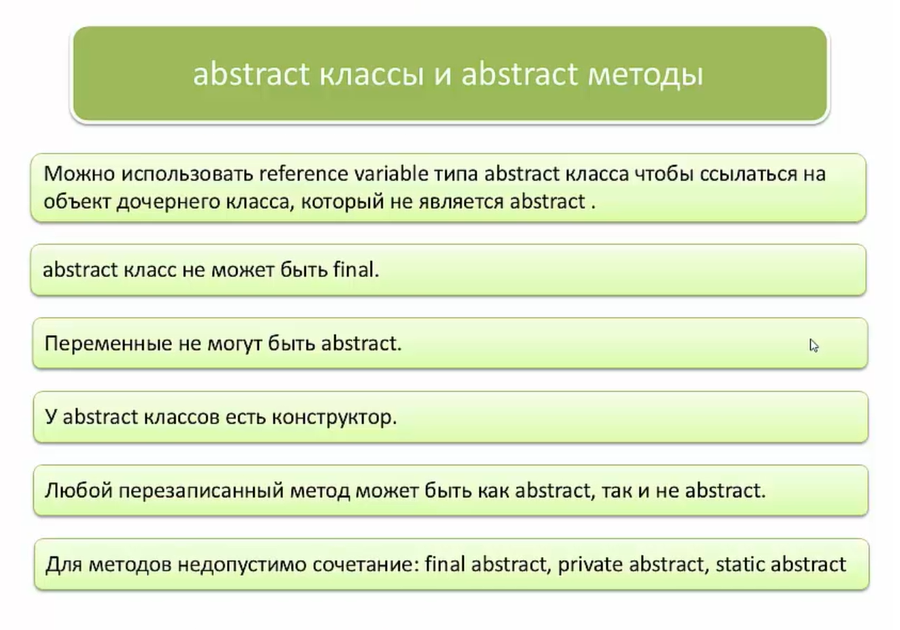 abstract классы и abstract методы
Можно использовать reference variable типа abstract класса чтобы ссылаться на
объект дочернего класса, который не является abstract .
abstract класс не может быть final.
Переменные не могут быть abstract.
У abstract классов есть конструктор.
Любой перезаписанный метод может быть как abstract, так и не abstract.
Для методов недопустимо сочетание: final abstract, private abstract, static abstract